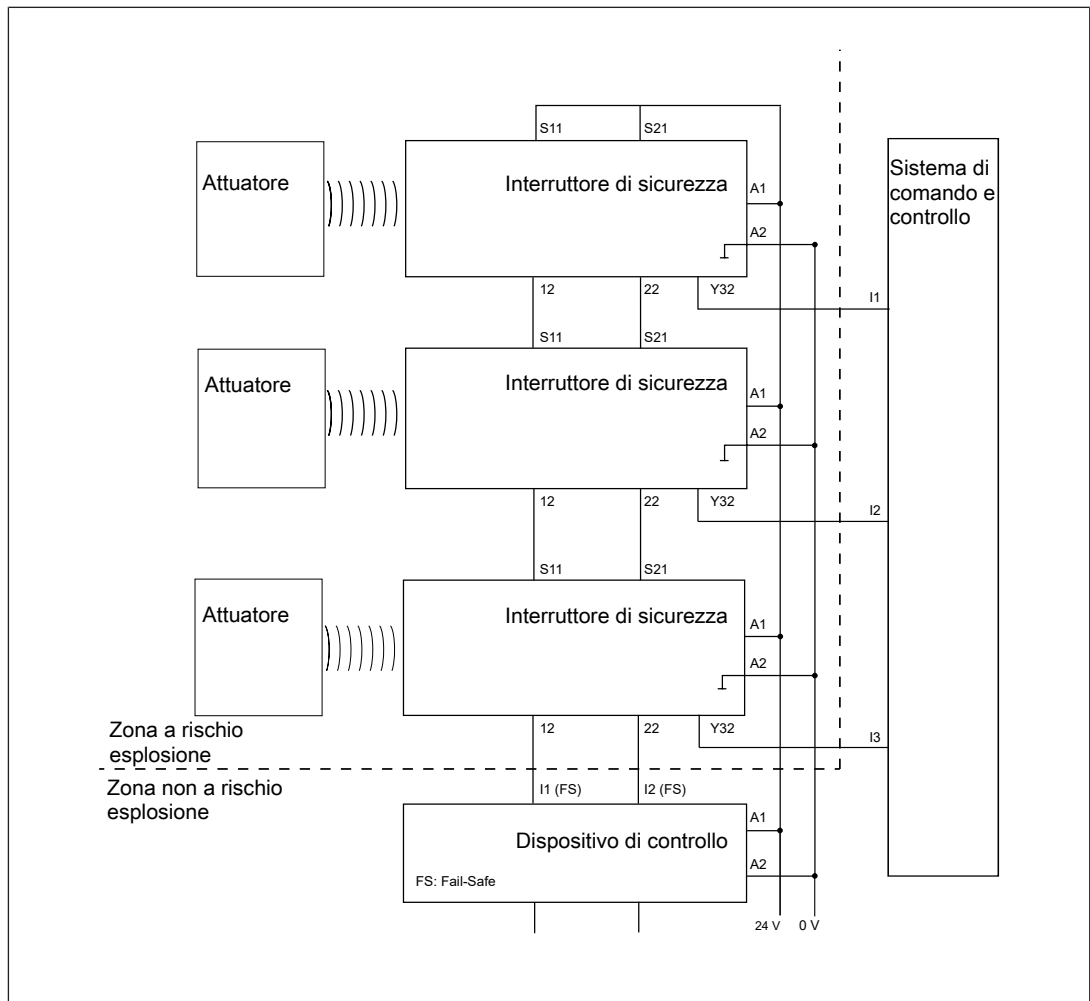 S11
S21
Attuatore
Interruttore di sicurezza
A1
A2
Sistema di
comando e
controllo
12
22
Y32
I1
S11
S21
Attuatore
Interruttore di sicurezza
A1
A2
12
22
Y32
I2
S11
S21
Attuatore
Interruttore di sicurezza
A1
A2
12
22
Y32
I3
Zona a rischio
esplosione
Zona non a rischio
esplosione
I1 (FS)
I2 (FS)
Dispositivo di controllo
A1
A2
FS: Fail-Safe
24 V
0 V